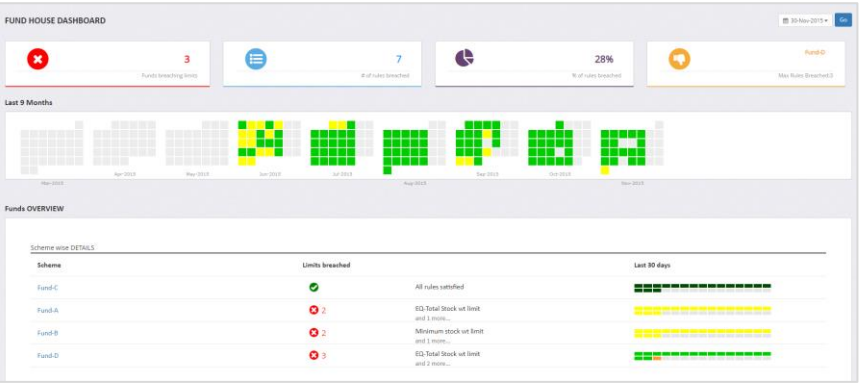 FUND HOUSE DASHBOARD
30-Nov-2015
Go
3
Funds breaching limits
7
# of rules breached
28%
% of rules breached
Fund-D
Max Rules Breached:3
Last 9 Months
Mar-2015
Apr-2015
May-2015
Jun-2015
Jul-2015
Aug-2015
Sep-2015
Oct-2015
Nov-2015
Funds OVERVIEW
Scheme wise DETAILS
Scheme Limits breached Last 30 days
Fund-C All rules satisfied
Fund-A 2 EQ-Total Stock wt limit
and 1 more...
Fund-B 2 Minimum stock wt limit
and 1 more...
Fund-D 3 EQ-Total Stock wt limit
and 2 more...